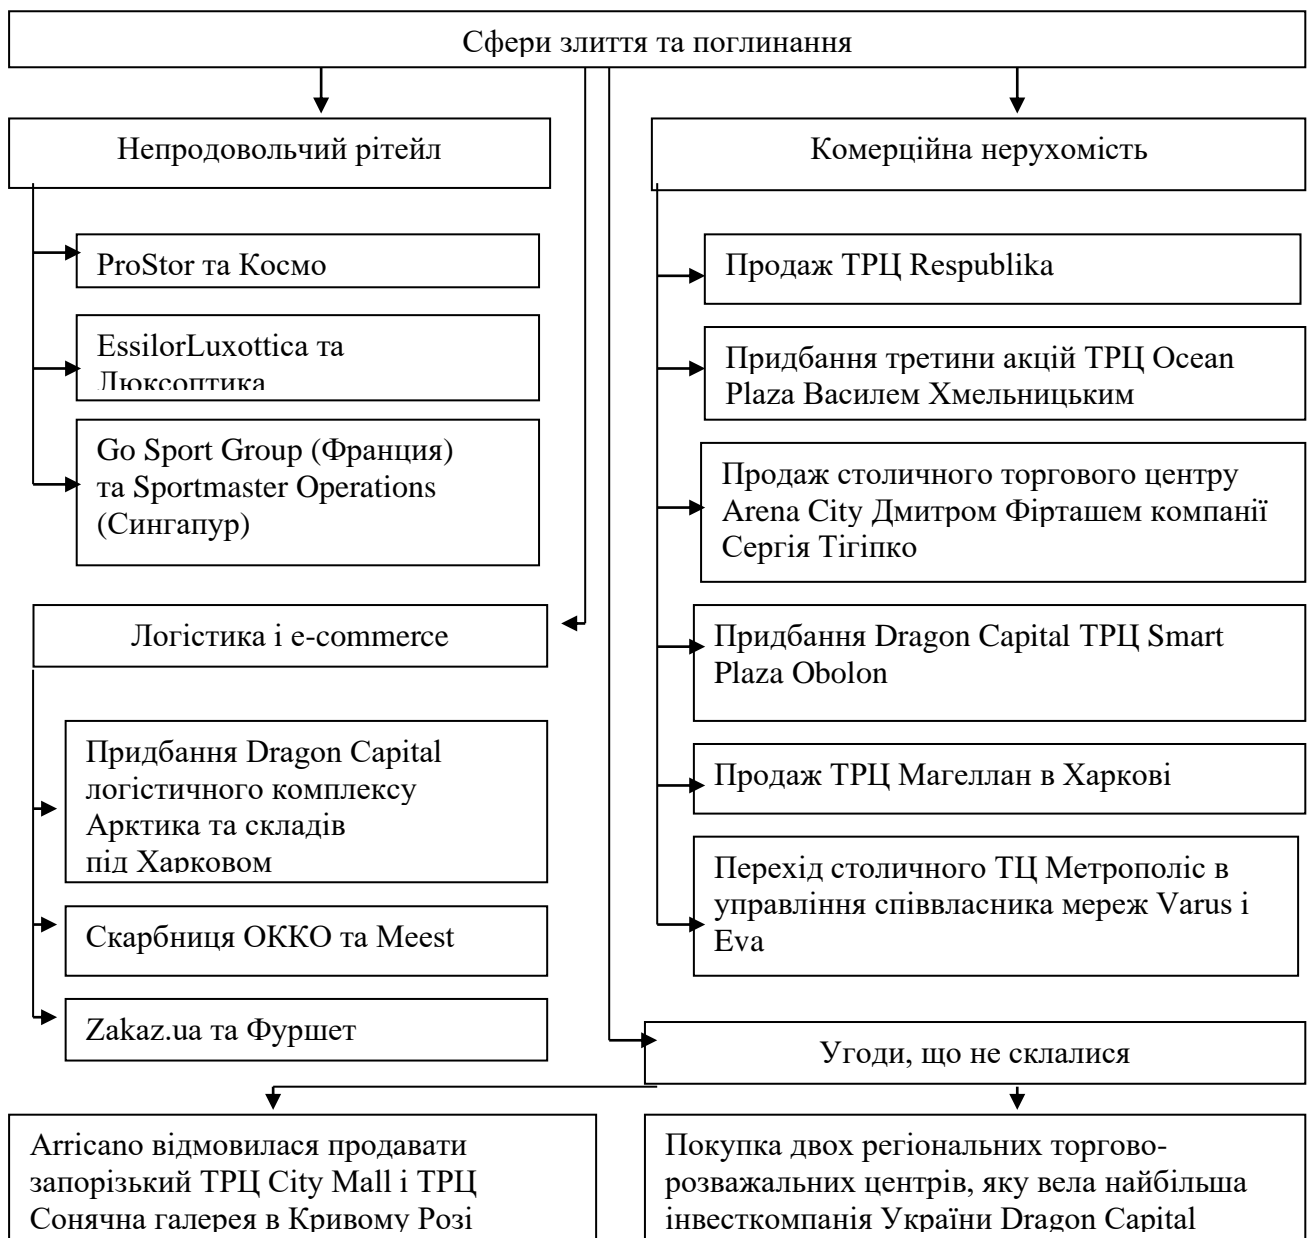 Сфери злиття та поглинання
Непродовольчий рітейл
ProStor та Космо
EssilorLuxottica та
Люксоптика
Go Sport Group (Франция)
та Sportmaster Operations
(Сингапур)
Логістика і e-commerce
Придбання Dragon Capital
логістичного комплексу
Арктика та складів
під Харковом
Скарбниця ОККО та Meest
Zakaz.ua та Фуршет
Комерційна нерухомість
Продаж ТРЦ Respublika
Придбання третини акцій ТРЦ Ocean
Plaza Василем Хмельницьким
Продаж столичного торгового центру
Arena City Дмитром Фірташем компанії
Сергія Тігіпко
Придбання Dragon Capital ТРЦ Smart
Plaza Obolon
Продаж ТРЦ Магеллан в Харкові
Перехід столичного ТЦ Метрополіс в
управління співвласника мереж Varus і
Eva
Угоди, що не склалися
Arricano відмовилася продавати
запорізький ТРЦ City Mall і ТРЦ
Сонячна галерея в Кривому Розі
Покупка двох регіональних торгово-
розважальних центрів, яку вела найбільша
інвесткомпанія України Dragon Capital